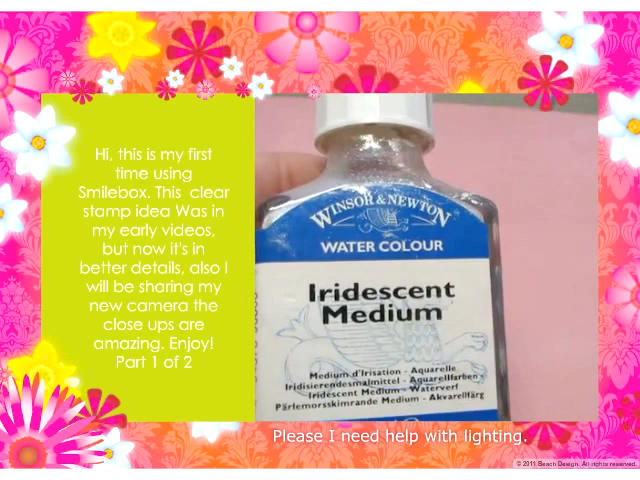 Hi, this is my first
time using
Smilebox. This  clear
stamp idea Was in
my early videos,
but now it's in
better details, also I
will be sharing my
new camera the
close ups are
amazing. Enjoy!
Part 1 of 2
WINSOR & NEWTON
WATER COLOUR
Iridescent
Medium
Medium d'Irisation - Aquarelle
Iridisierendesmalmittel - Aquarellfarben
Iridescent Medium - Waterverf
Pärlemorsskimrande Medium - Akvarellfärg
Please I need help with lighting.
© 2011 Beach Design. All rights reserved.